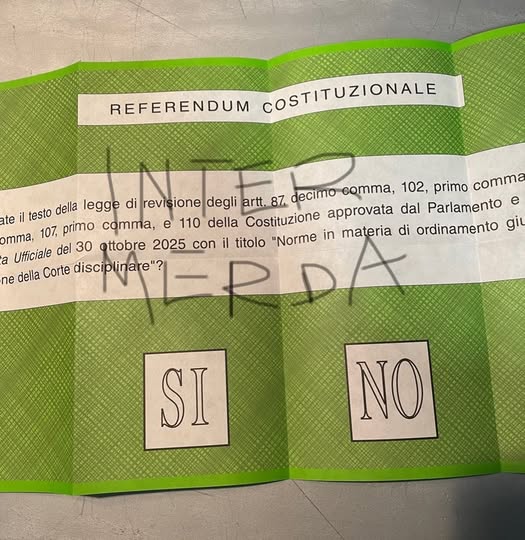 REFERENDUM COSTITUZIONALE
INTER
ate il testo della legge di revisione degli artt. 87, decimo comma, 102, primo comma
omma, 107, primo comma, e 110 della Costituzione approvata dal Parlamento e
ta Ufficiale del 30 ottobre 2025 con il titolo "Norme in materia di ordinamento giu
one della Corte disciplinare"?
MERDA
SI NO